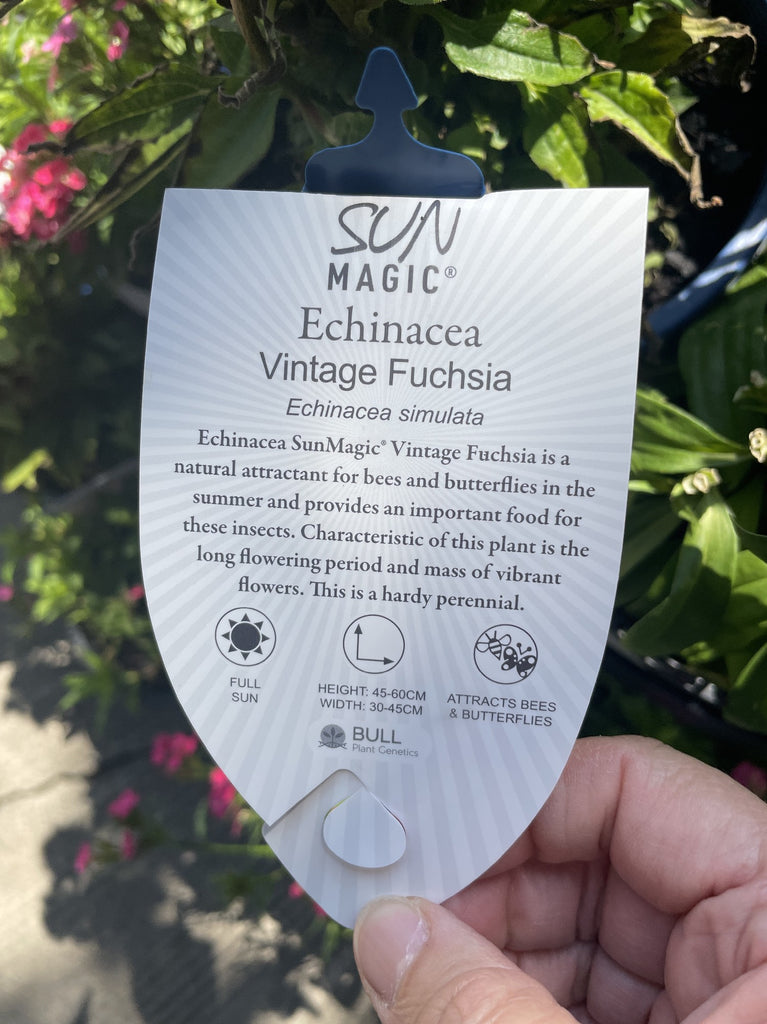 SUN
MAGIC®
Echinacea
Vintage Fuchsia
Echinacea simulata
Echinacea SunMagic® Vintage Fuchsia is a
natural attractant for bees and butterflies in the
summer and provides an important food for
these insects. Characteristic of this plant is the
long flowering period and mass of vibrant
flowers. This is a hardy perennial.
FULL
SUN
HEIGHT: 45-60CM
WIDTH: 30-45CM
ATTRACTS BEES
& BUTTERFLIES
BULL
Plant Genetics